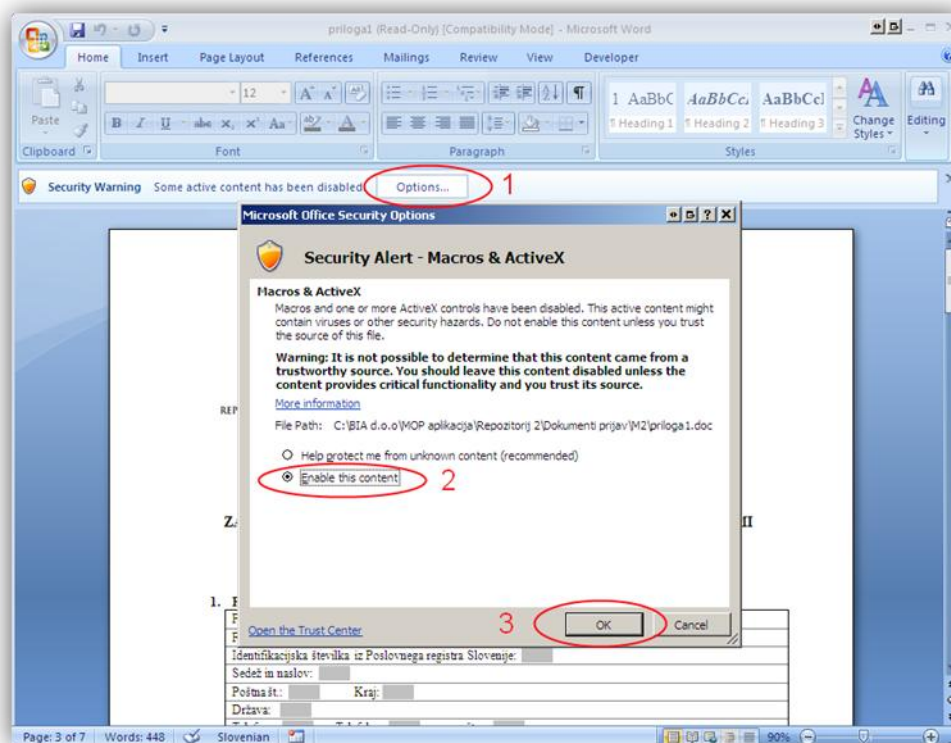 priloga1 (Read-Only) [Compatibility Mode] - Microsoft Word
Home Insert Page Layout References Mailings Review View Developer
12
1 AaBbC AaBbCc AaBbCcI
Paste
B I U abc x₂ x² Aa
¶ Heading 1 ¶ Heading 2 ¶ Heading 3
Change Styles
Editing
Clipboard Font Paragraph Styles
Security Warning Some active content has been disabled Options... 1
Microsoft Office Security Options
Security Alert - Macros & ActiveX
Macros & ActiveX
Macros and one or more ActiveX controls have been disabled. This active content might
contain viruses or other security hazards. Do not enable this content unless you trust
the source of this file.
Warning: It is not possible to determine that this content came from a
trustworthy source. You should leave this content disabled unless the
content provides critical functionality and you trust its source.
More information
REP
File Path: C:\BIA d.o.o\MOP aplikacija\Repozitorij 2\Dokumenti prijav\M2\priloga1.doc
Help protect me from unknown content (recommended)
Enable this content 2
1.
3 OK Cancel
Open the Trust Center
Identifikacijska številka iz Poslovnega registra Slovenije:
Sedež in naslov:
Poštna št.: Kraj:
Država:
Page: 3 of 7 Words: 448 Slovenian 90%